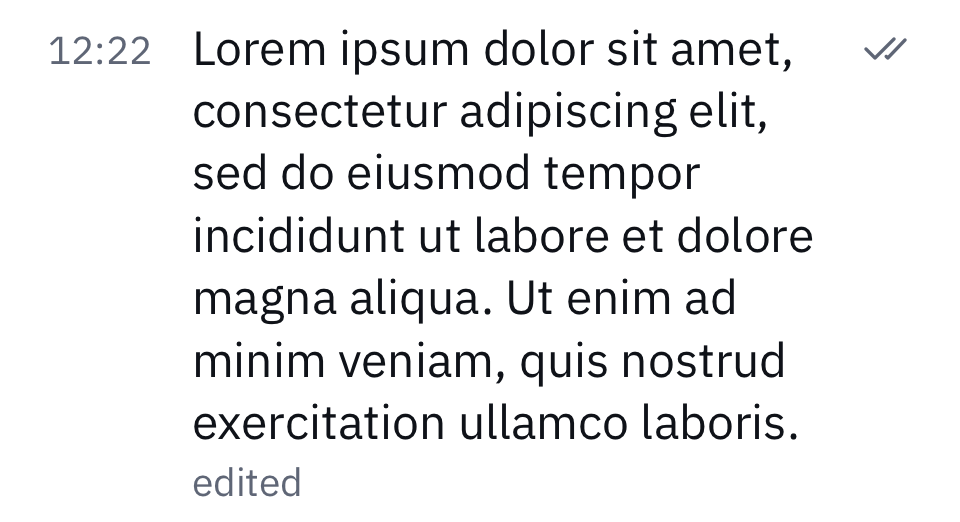 12:22 Lorem ipsum dolor sit amet,
consectetur adipiscing elit,
sed do eiusmod tempor
incididunt ut labore et dolore
magna aliqua. Ut enim ad
minim veniam, quis nostrud
exercitation ullamco laboris.
edited